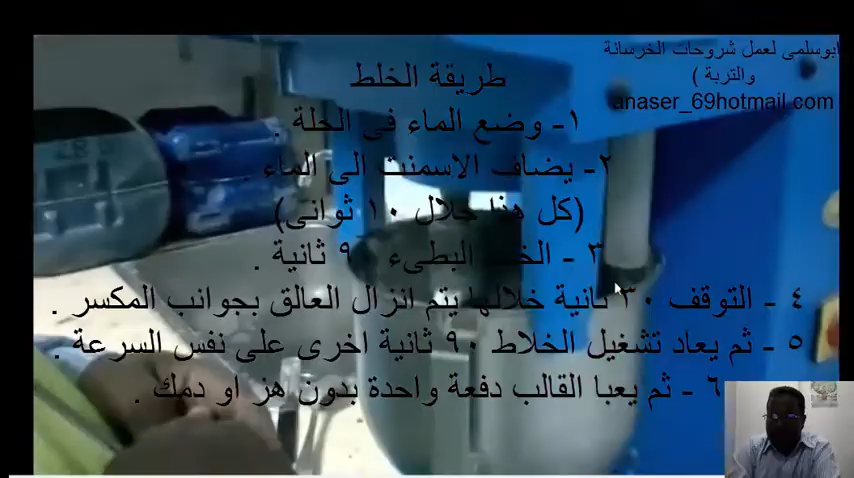 ابوسلمى لعمل شروحات الخرسانة
والتربة )
anaser_69hotmail.com
طريقة الخلط
١- وضع الماء فى الحلة .
٢- يضاف الاسمنت الى الماء .
(كل هذا خلال ١٠ ثوانى)
٣ - الخلط البطىء ٩٠ ثانية .
٤ - التوقف ٣٠ ثانية خلالها يتم انزال العالق بجوانب المكسر .
٥ - ثم يعاد تشغيل الخلاط ٩٠ ثانية اخرى على نفس السرعة .
٦ - ثم يعبا القالب دفعة واحدة بدون هز او دمك .